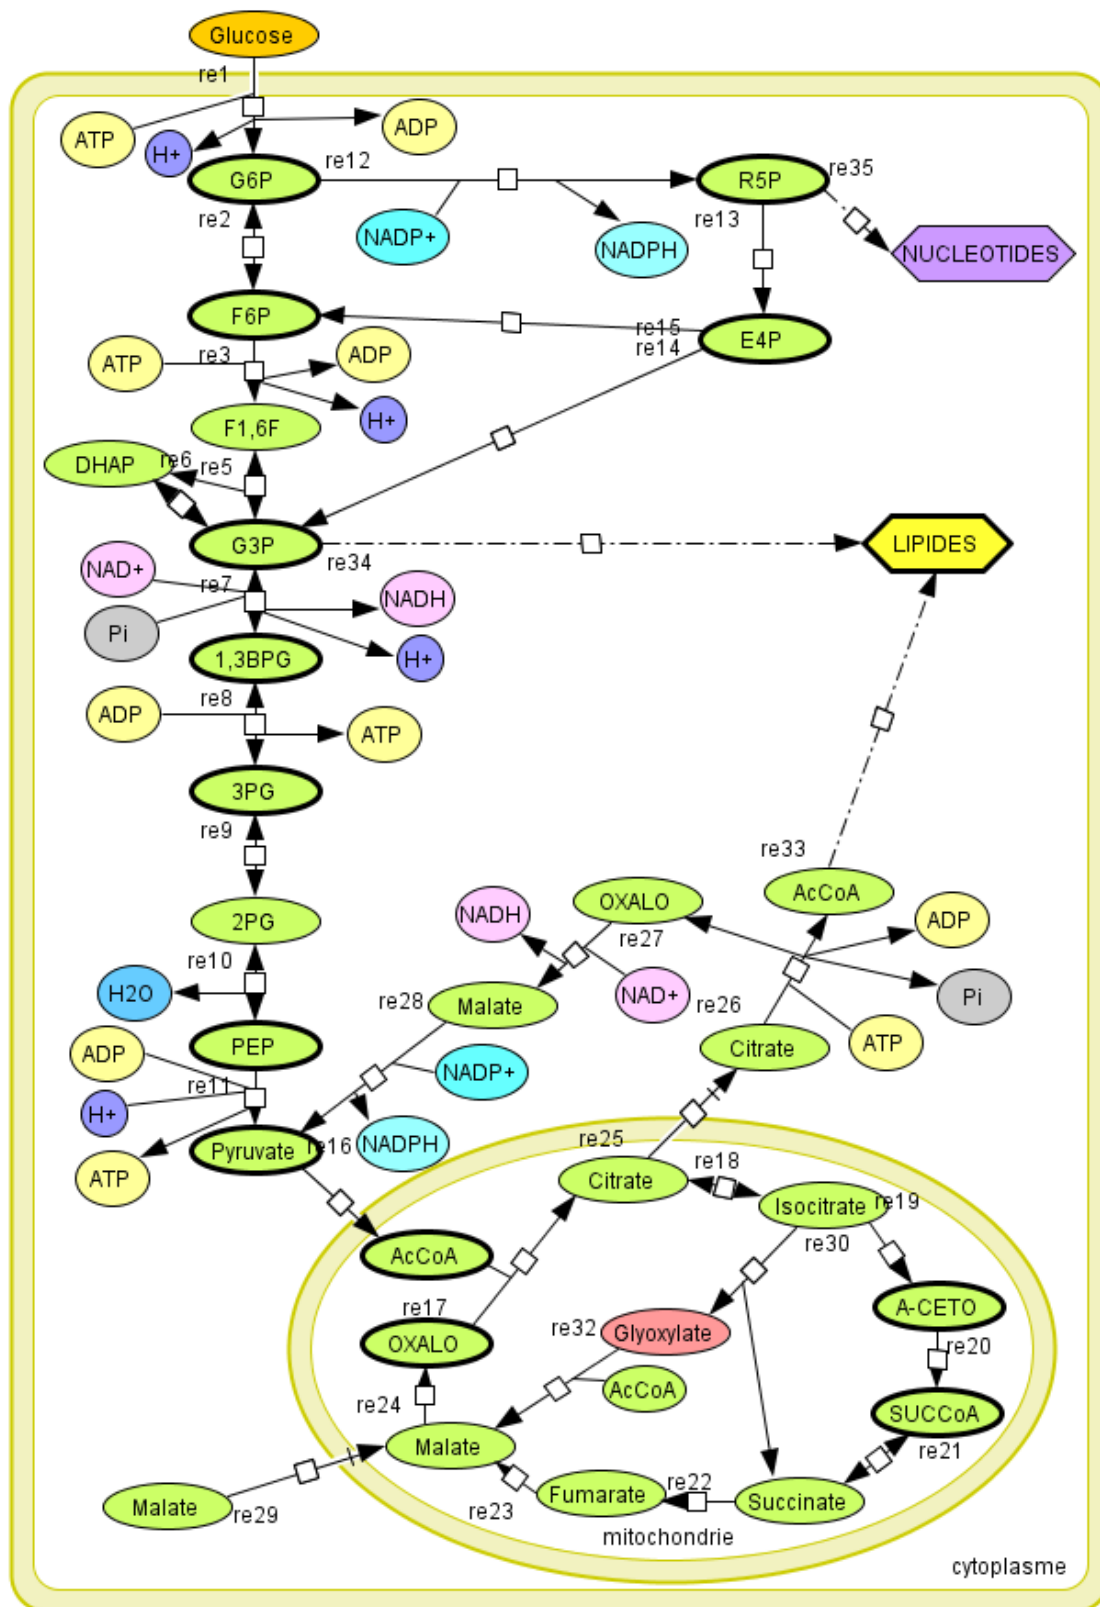 Glucose
re1
ATP
H+
ADP
G6P
re12
R5P
re35
re2
NADP+
NADPH
re13
NUCLEOTIDES
F6P
re15
E4P
re14
ATP
re3
ADP
F1,6F
H+
DHAP
re6
re5
G3P
re34
LIPIDES
NAD+
re7
NADH
Pi
1,3BPG
H+
re8
ADP
ATP
3PG
re9
re33
AcCoA
2PG
NADH
OXALO
re27
ADP
re10
H2O
re28
Malate
NAD+
re26
Pi
PEP
ADP
Citrate
ATP
re11
NADP+
H+
Pyruvate
re16
NADPH
re25
ATP
Citrate
re18
Isocitrate
re19
re30
AcCoA
re17
OXALO
re32
Glyoxylate
A-CETO
re20
AcCoA
re24
SUCCoA
Malate
re21
Malate
re29
re23
Fumarate
re22
Succinate
mitochondrie
cytoplasme